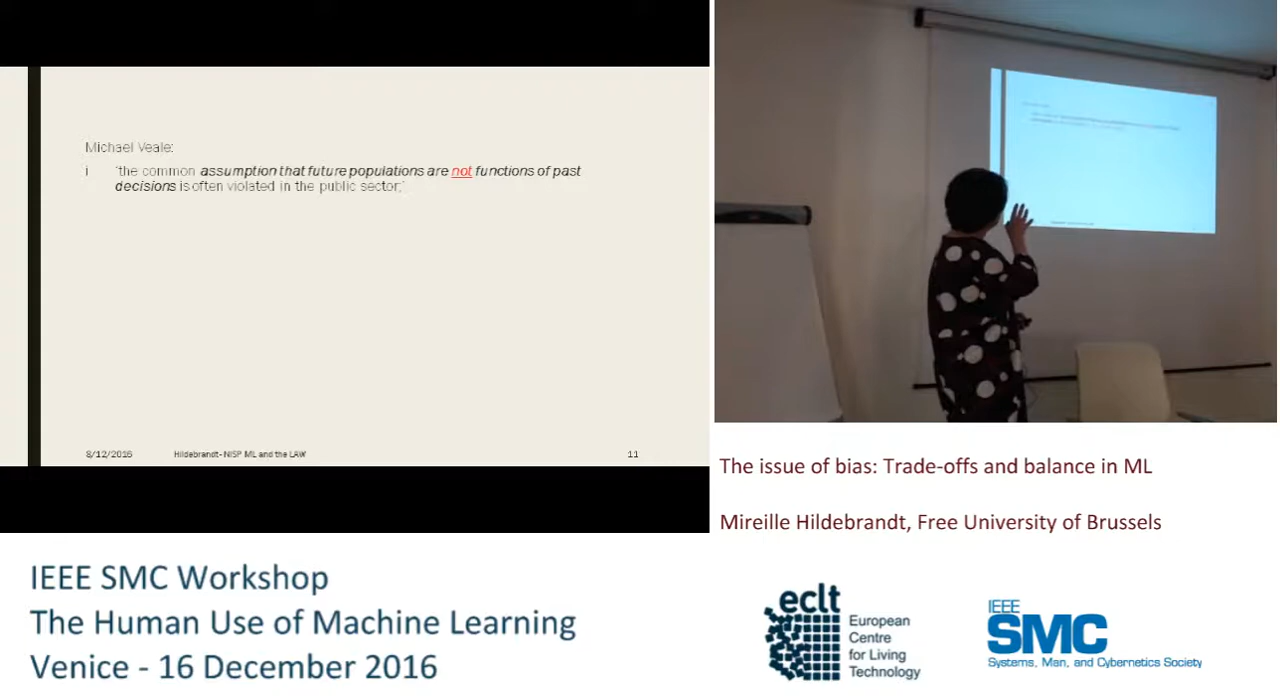 Michael Veale:
i 'the common assumption that future populations are not functions of past
decisions is often violated in the public sector;'
8/12/2016 Hildebrandt- NISP ML and the LAW 11
The issue of bias: Trade-offs and balance in ML
Mireille Hildebrandt, Free University of Brussels
IEEE SMC Workshop
The Human Use of Machine Learning
Venice - 16 December 2016
eclt
European
Centre
for Living
Technology
IEEE
SMC
Systems, Man, and Cybernetics Society